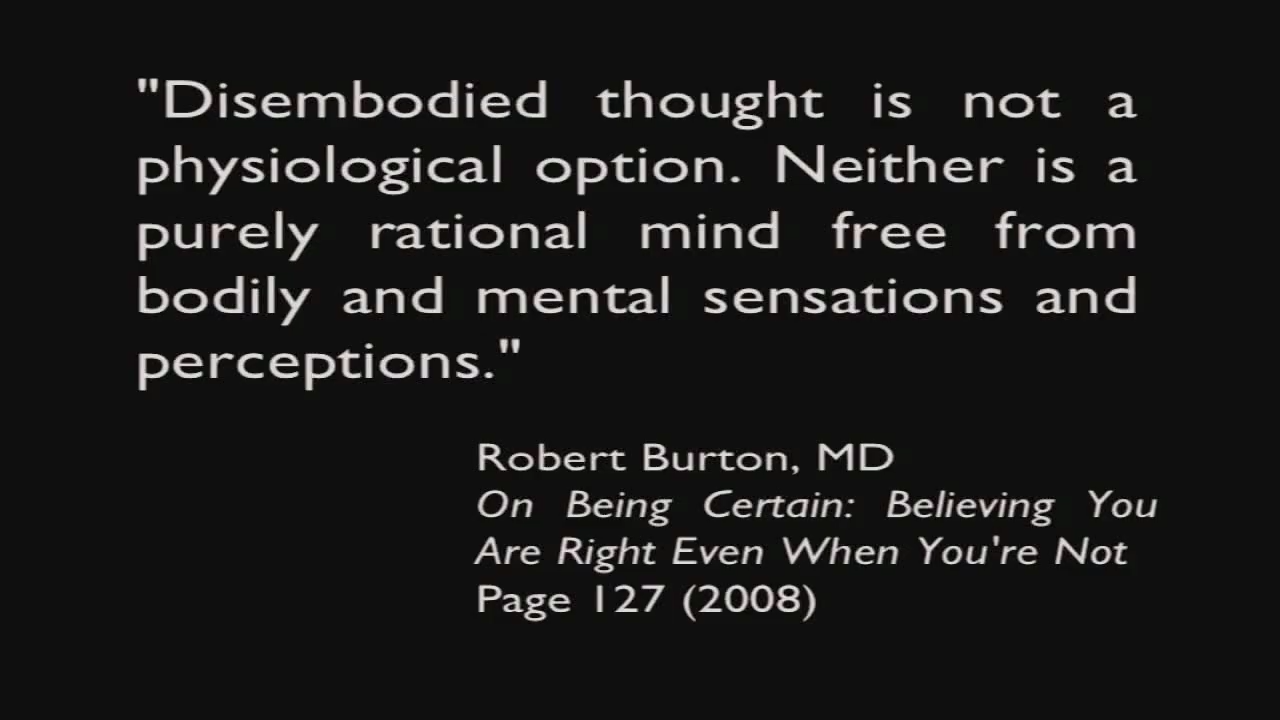 "Disembodied thought is not a
physiological option. Neither is a
purely rational mind free from
bodily and mental sensations and
perceptions."
Robert Burton, MD
On Being Certain: Believing You
Are Right Even When You're Not
Page 127 (2008)